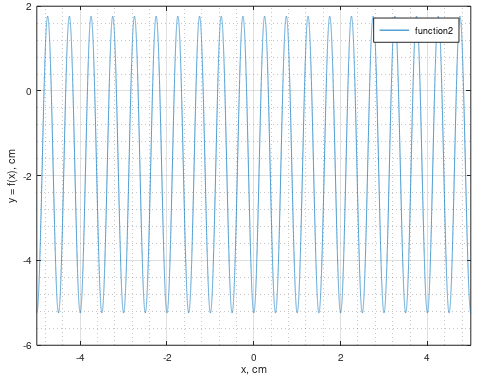 2
0
-2
-4
-6
y = f(x), cm
function2
-4 -2 0 2 4
x, cm